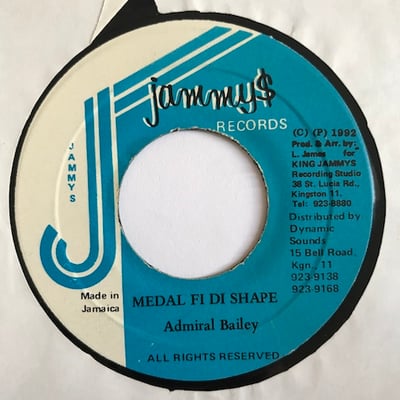 jammy$
RECORDS
JAMMYS
(C) (P) 1992
Prod. & Arr. by:
L. James for"
KING JAMMYS
Recording Studio
38 St. Lucia Rd.,
Kingston 11.
Tel: 923-8880
Distributed by
Dynamic
Sounds
15 Bell Road,
Kgn., 11
923-9138
923-9168
Made in
Jamaica
MEDAL FI DI SHAPE
Admiral Bailey
ALL RIGHTS RESERVED